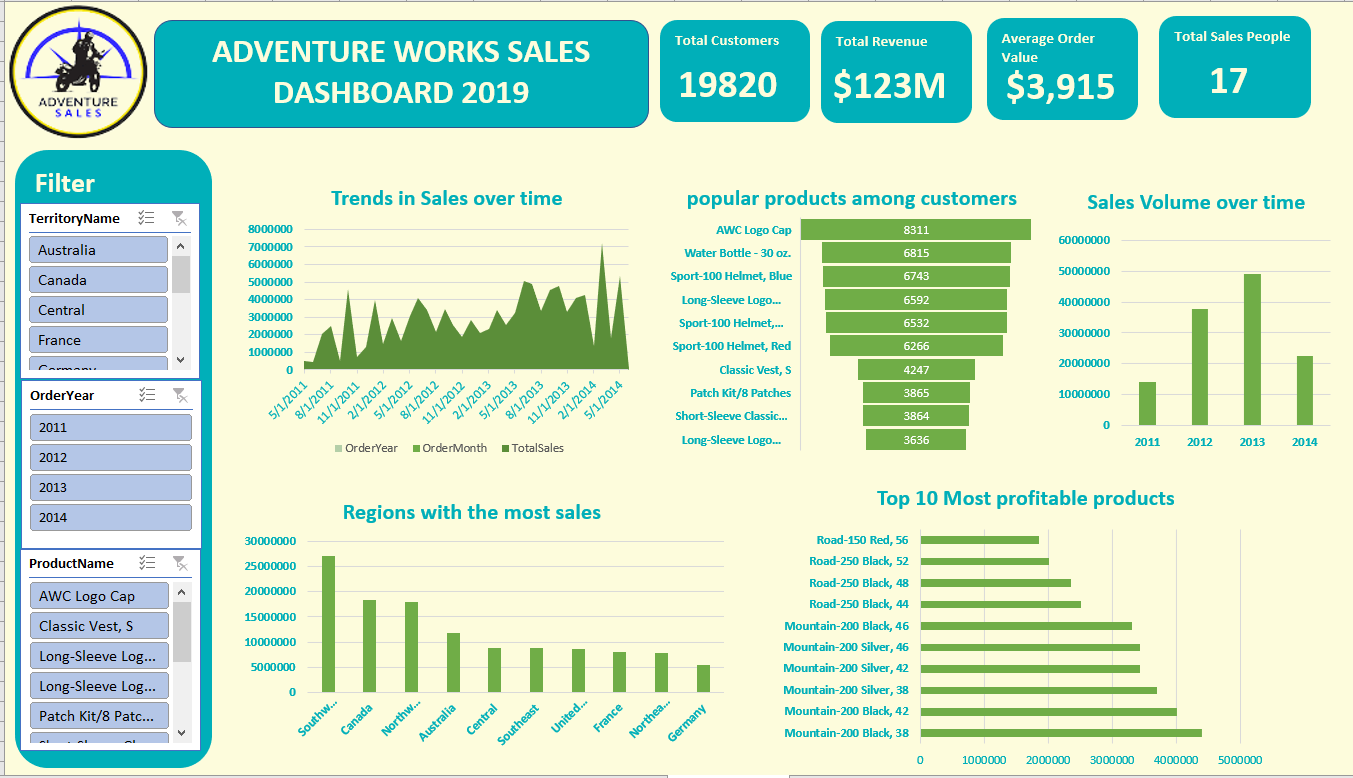 ADVENTURE
SALES
ADVENTURE WORKS SALES
DASHBOARD 2019
Total Customers
19820
Total Revenue
$123M
Average Order
Value
$3,915
Total Sales People
17
Filter
TerritoryName
Australia
Canada
Central
France
Germany
OrderYear
2011
2012
2013
2014
ProductName
AWC Logo Cap
Classic Vest, S
Long-Sleeve Log...
Long-Sleeve Log...
Patch Kit/8 Patc...
Trends in Sales over time
8000000
7000000
6000000
5000000
4000000
3000000
2000000
1000000
0
5/1/2011
8/1/2011
11/1/2011
2/1/2012
5/1/2012
8/1/2012
11/1/2012
2/1/2013
5/1/2013
8/1/2013
11/1/2013
2/1/2014
5/1/2014
OrderYear OrderMonth TotalSales
popular products among customers
AWC Logo Cap 8311
Water Bottle - 30 oz. 6815
Sport-100 Helmet, Blue 6743
Long-Sleeve Logo... 6592
Sport-100 Helmet,... 6532
Sport-100 Helmet, Red 6266
Classic Vest, S 4247
Patch Kit/8 Patches 3865
Short-Sleeve Classic... 3864
Long-Sleeve Logo... 3636
Sales Volume over time
60000000
50000000
40000000
30000000
20000000
10000000
0
2011 2012 2013 2014
Regions with the most sales
30000000
25000000
20000000
15000000
10000000
5000000
0
Southw...
Canada
Northw...
Australia
Central
Southeast
United...
France
Northea...
Germany
Top 10 Most profitable products
Road-150 Red, 56
Road-250 Black, 52
Road-250 Black, 48
Road-250 Black, 44
Mountain-200 Black, 46
Mountain-200 Silver, 46
Mountain-200 Silver, 42
Mountain-200 Silver, 38
Mountain-200 Black, 42
Mountain-200 Black, 38
0 1000000 2000000 3000000 4000000 5000000